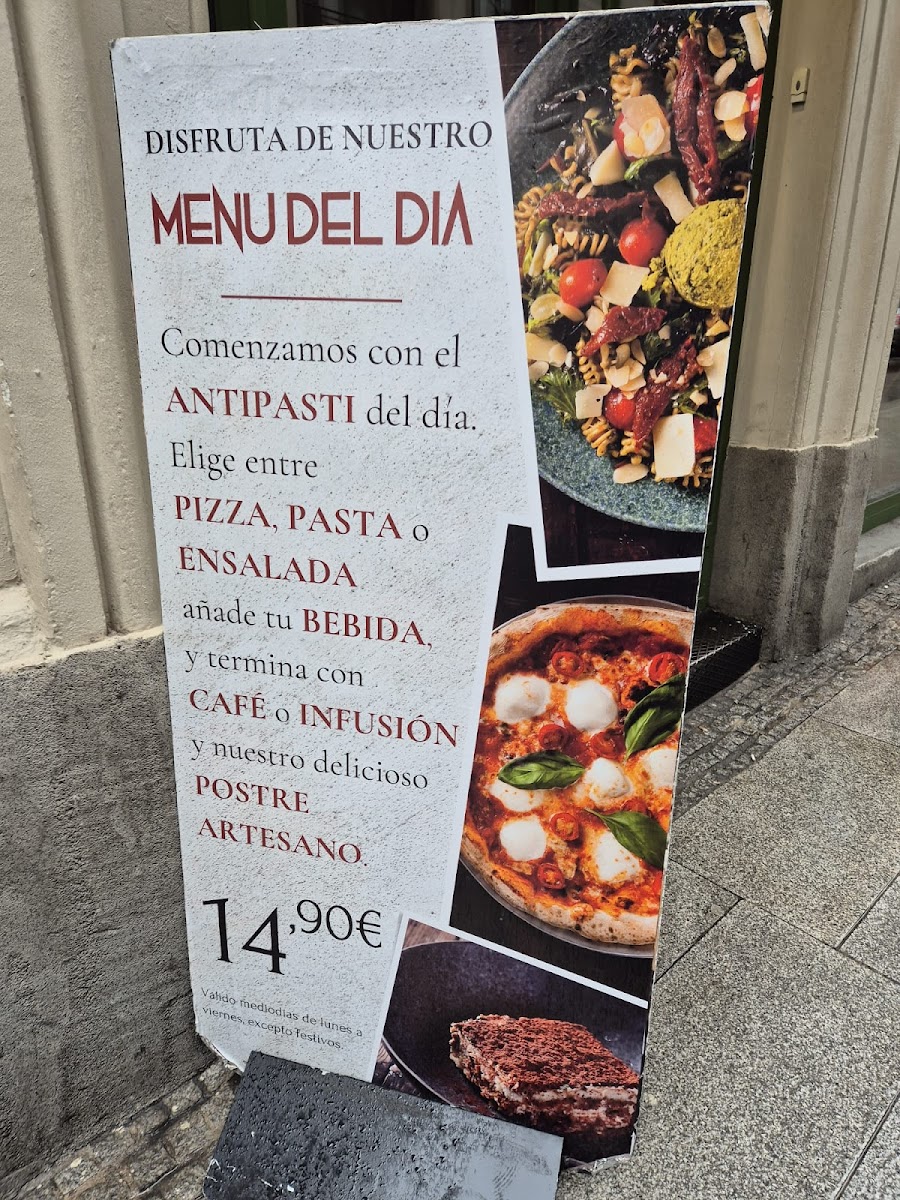 DISFRUTA DE NUESTRO
MENU DEL DIA
Comenzamos con el
ANTIPASTI del día.
Elige entre
PIZZA, PASTA o
ENSALADA
añade tu BEBIDA,
y termina con
CAFÉ o INFUSIÓN
y nuestro delicioso
POSTRE
ARTESANO.
14,90€
Valido mediodías de lunes a
viernes, excepto festivos.